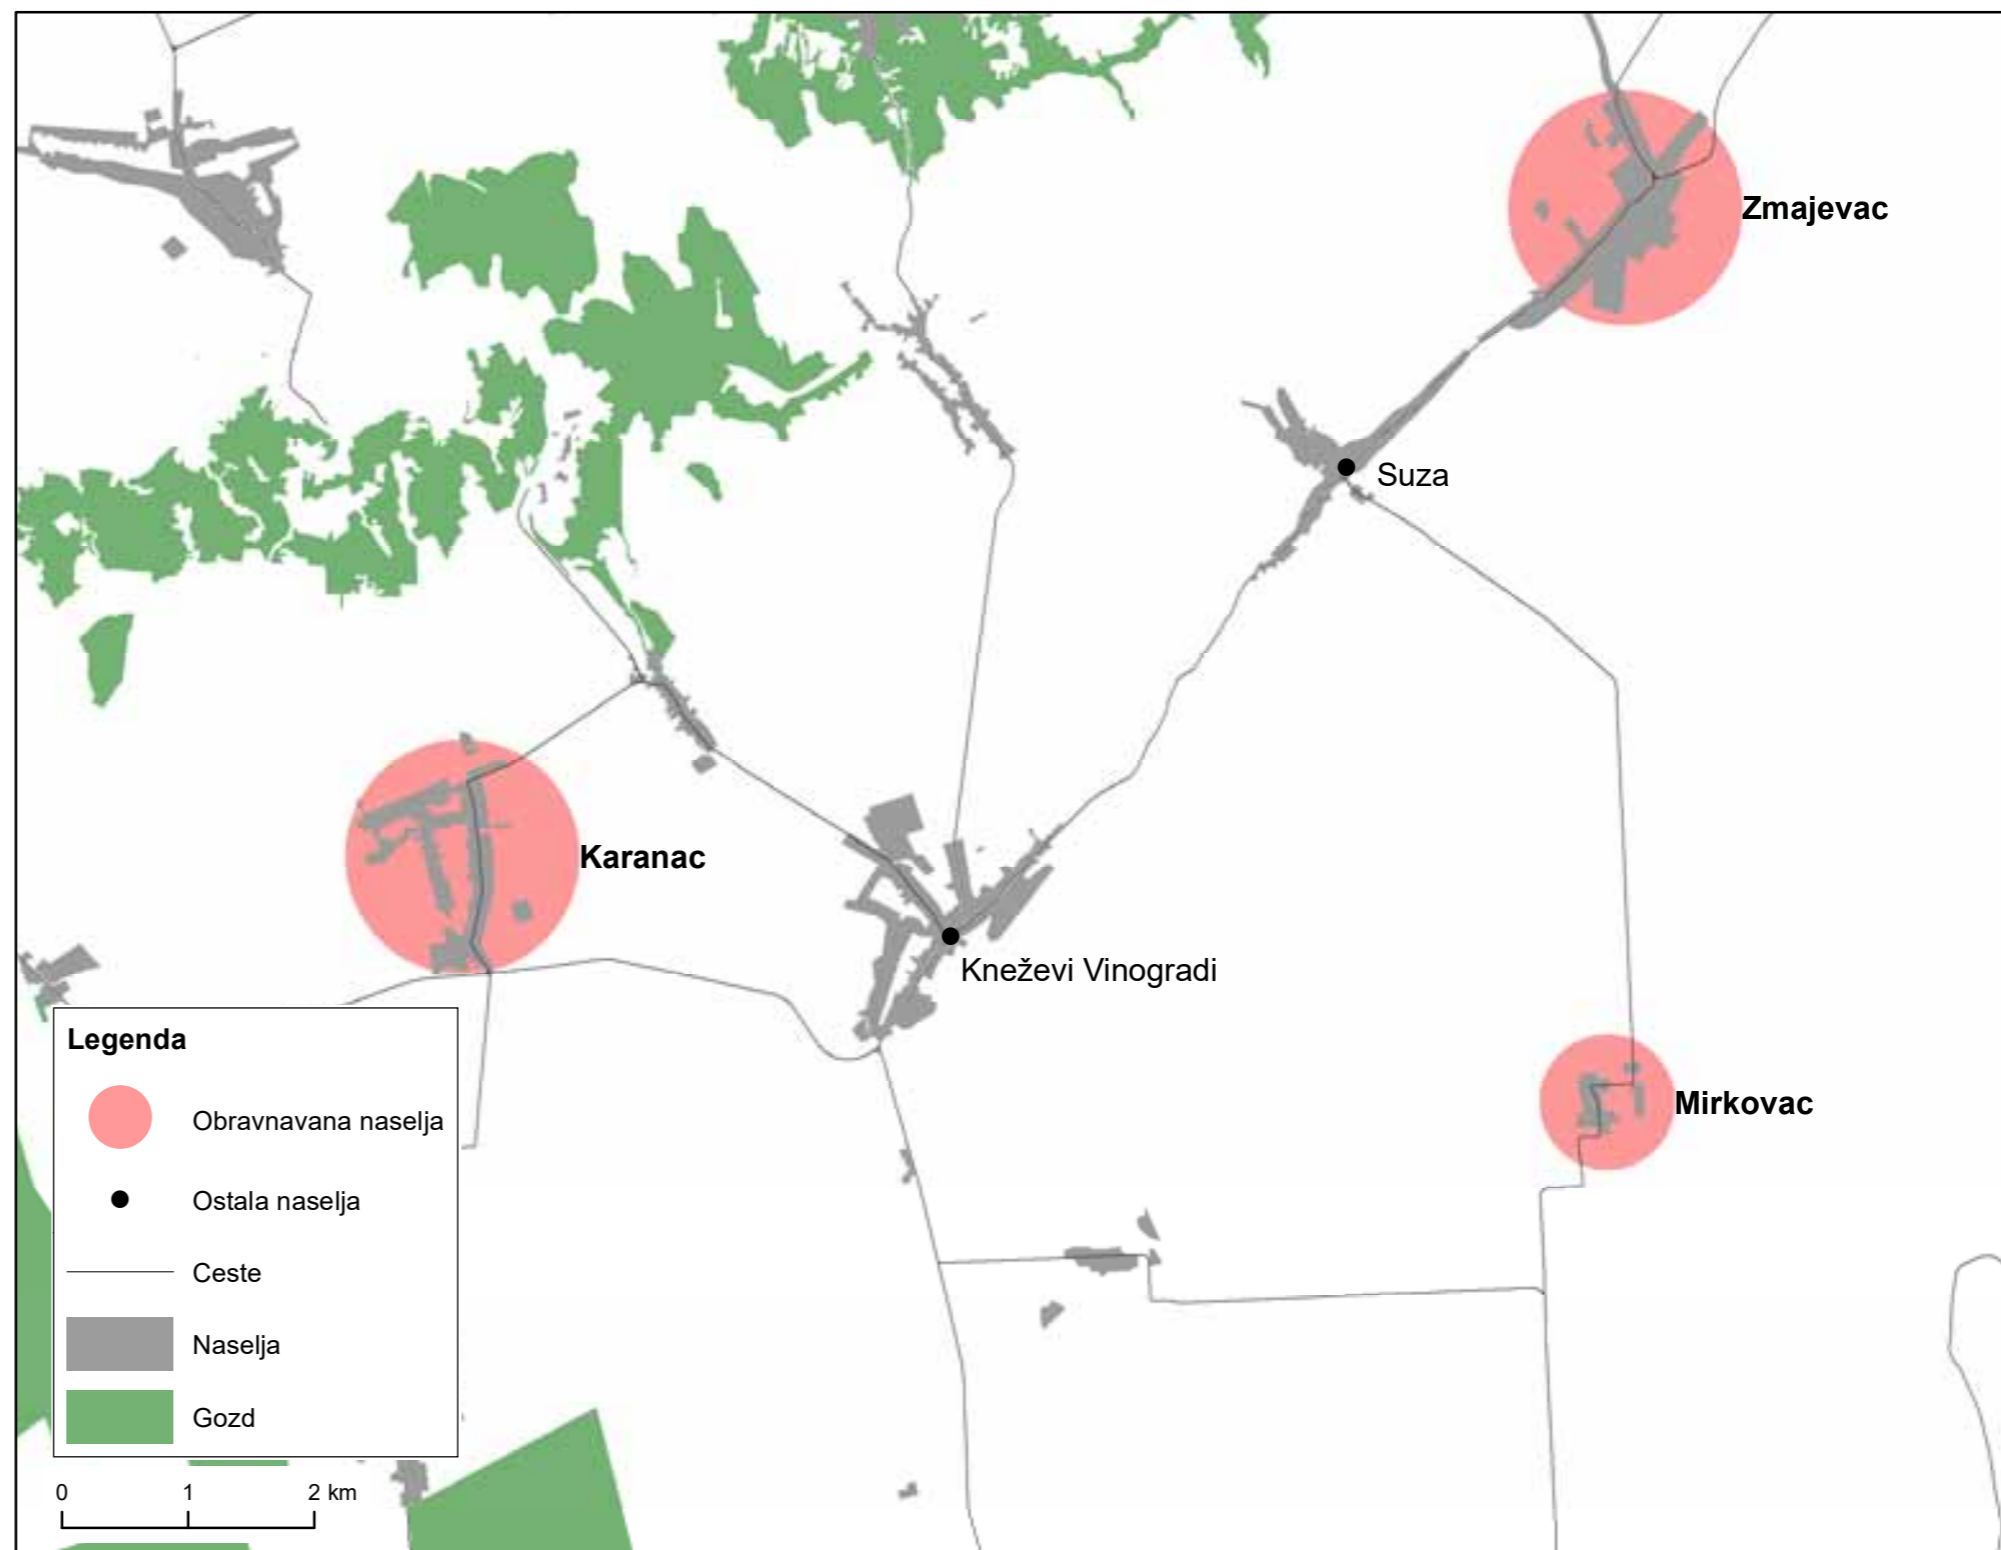 Zmajevac
Suza
Karanac
Kneževi Vinogradi
Mirkovac
Legenda
Obravnavana naselja
Ostala naselja
Ceste
Naselja
Gozd
0 1 2 km